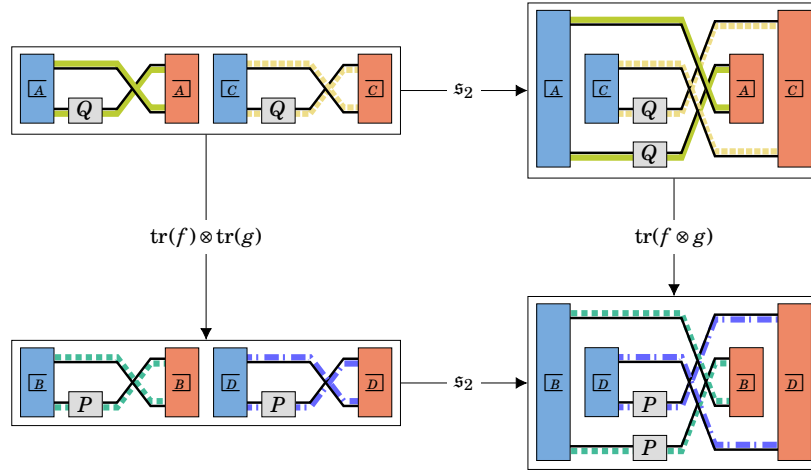 A Q A C Q C
𝔰₂
A C Q A C
Q
tr(f) ⊗ tr(g)
tr(f ⊗ g)
B P B D P D
𝔰₂
B D P B D
P